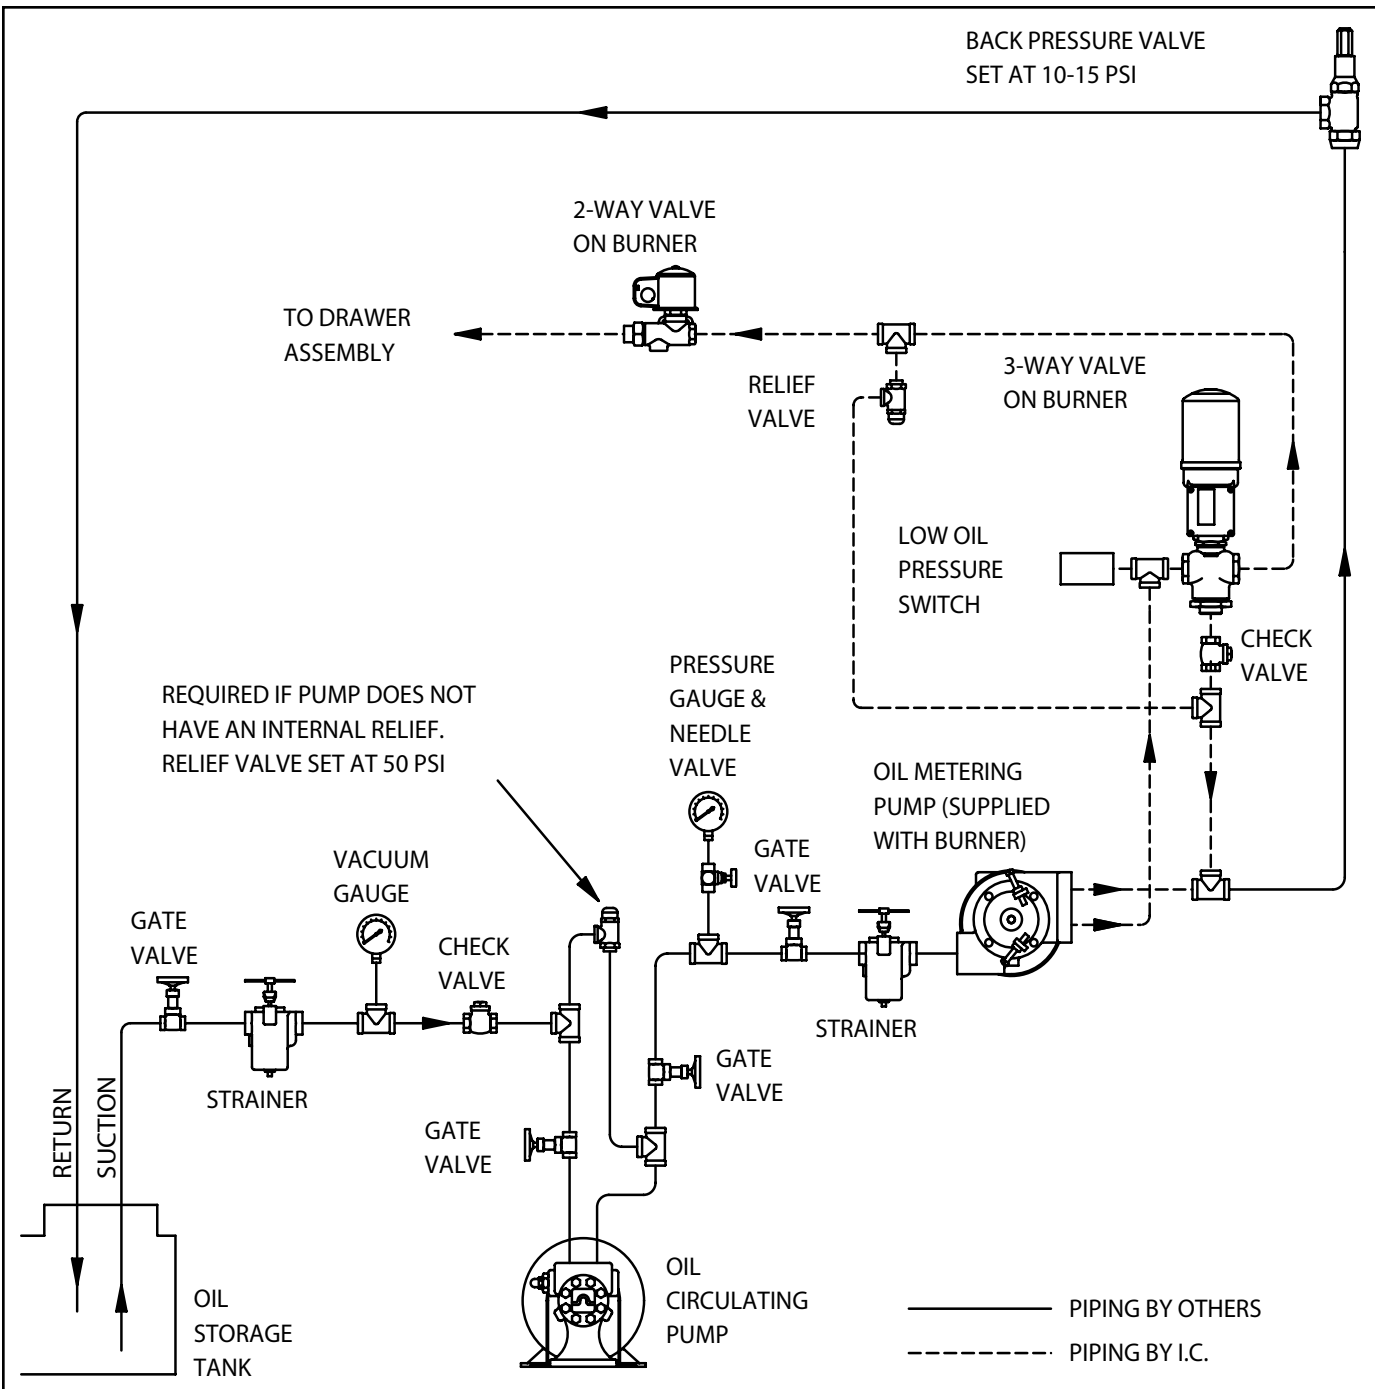 BACK PRESSURE VALVE
SET AT 10-15 PSI
2-WAY VALVE
ON BURNER
TO DRAWER
ASSEMBLY
RELIEF
VALVE
3-WAY VALVE
ON BURNER
LOW OIL
PRESSURE
SWITCH
CHECK
VALVE
REQUIRED IF PUMP DOES NOT
HAVE AN INTERNAL RELIEF.
RELIEF VALVE SET AT 50 PSI
PRESSURE
GAUGE &
NEEDLE
VALVE
OIL METERING
PUMP (SUPPLIED
WITH BURNER)
GATE
VALVE
VACUUM
GAUGE
GATE
VALVE
CHECK
VALVE
STRAINER
STRAINER
GATE
VALVE
GATE
VALVE
RETURN
SUCTION
OIL
STORAGE
TANK
OIL
CIRCULATING
PUMP
PIPING BY OTHERS
PIPING BY I.C.